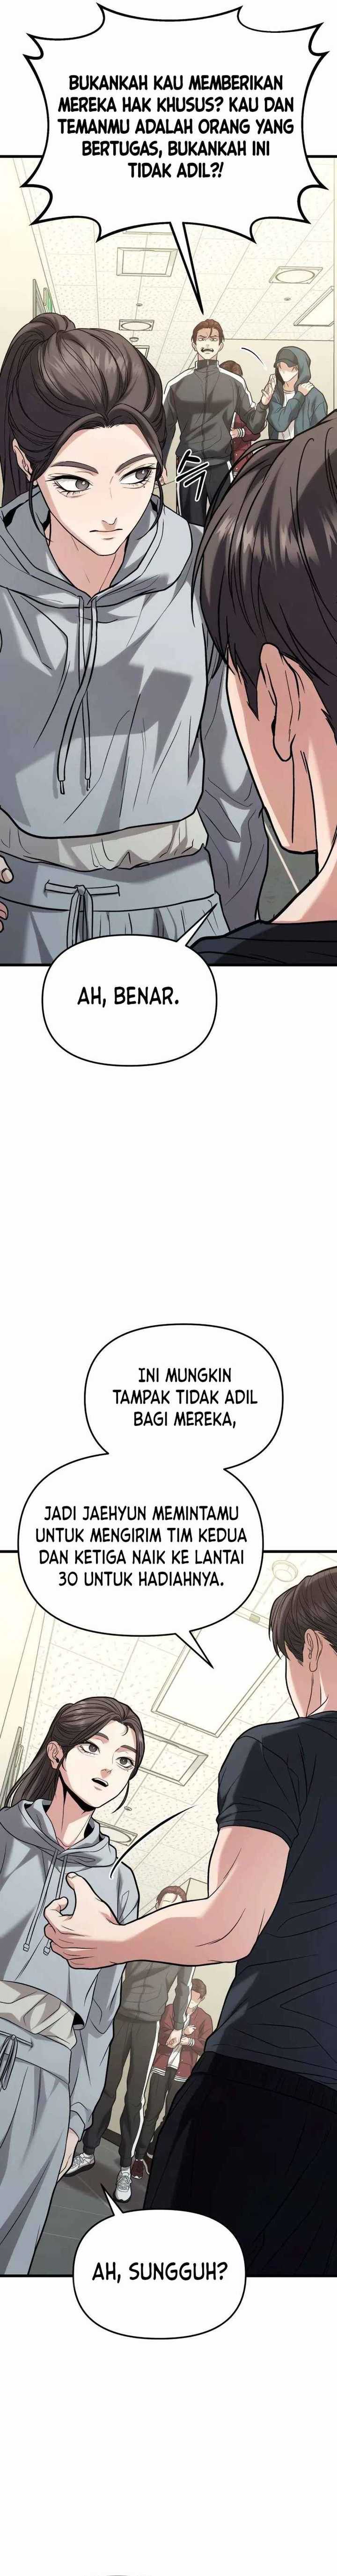 BUKANKAH KAU MEMBERIKAN
MEREKA HAK KHUSUS? KAU DAN
TEMANMU ADALAH ORANG YANG
BERTUGAS, BUKANKAH INI
TIDAK ADIL?!
AH, BENAR.
INI MUNGKIN
TAMPAK TIDAK ADIL
BAGI MEREKA,
JADI JAEHYUN MEMINTAMU
UNTUK MENGIRIM TIM KEDUA
DAN KETIGA NAIK KE LANTAI
30 UNTUK HADIAHNYA.
AH, SUNGGUH?